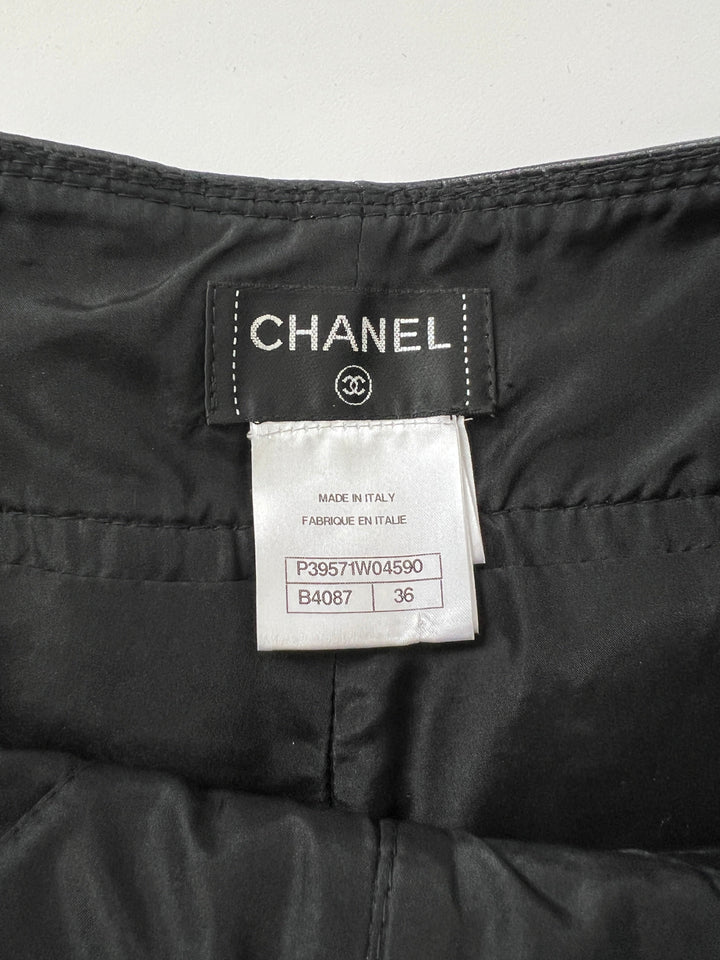 CHANEL
MADE IN ITALY
FABRIQUE EN ITALIE
P39571W04590
B4087 36